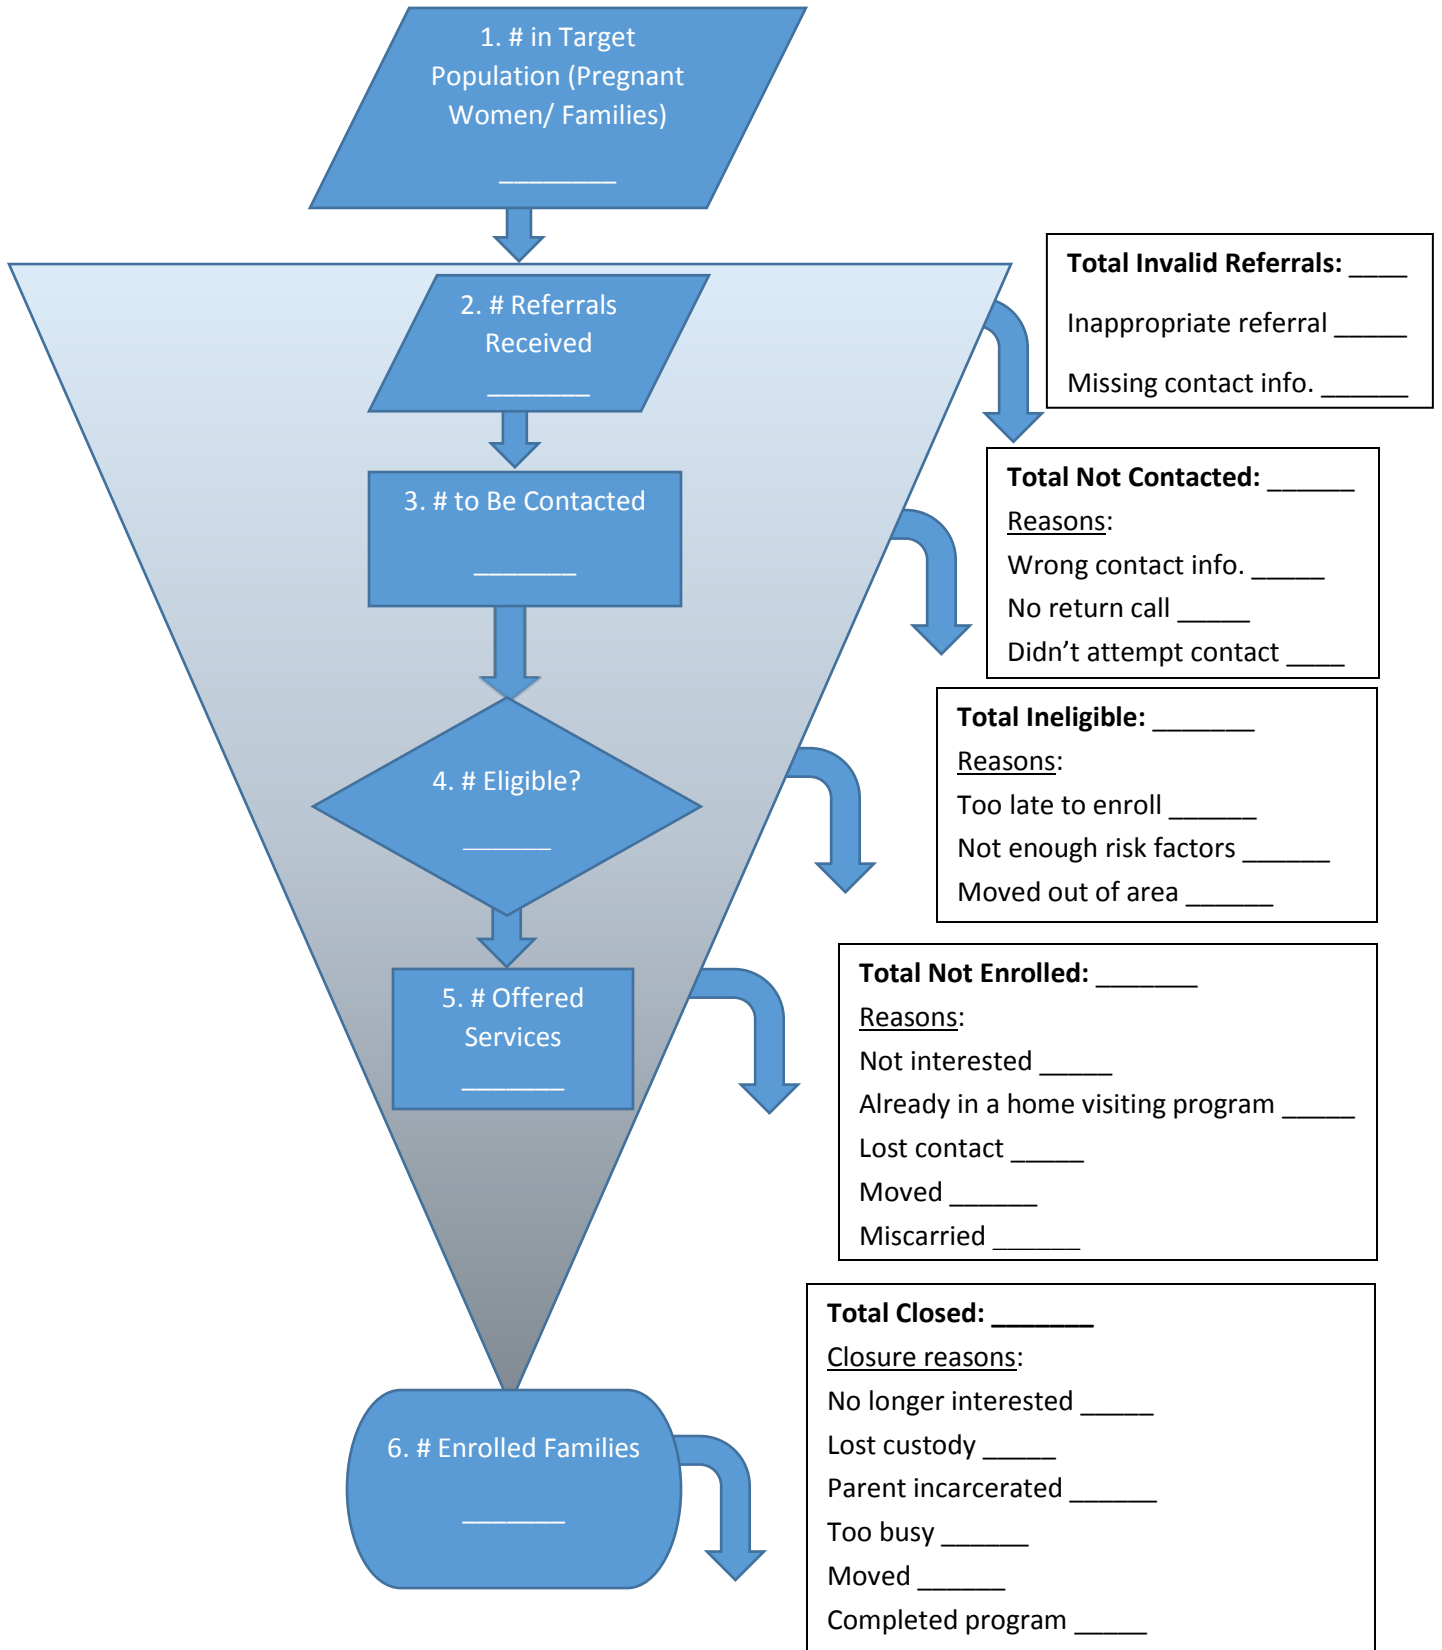 1. # in Target
Population (Pregnant
Women/ Families)
________
2. # Referrals
Received
_______
Total Invalid Referrals: ____
Inappropriate referral _____
Missing contact info. ______
3. # to Be Contacted
_______
Total Not Contacted: ______
Reasons:
Wrong contact info. _____
No return call _____
Didn’t attempt contact ____
4. # Eligible?
______
Total Ineligible: _______
Reasons:
Too late to enroll ______
Not enough risk factors ______
Moved out of area ______
5. # Offered
Services
_______
Total Not Enrolled: _______
Reasons:
Not interested _____
Already in a home visiting program _____
Lost contact _____
Moved ______
Miscarried ______
6. # Enrolled Families
_______
Total Closed: _______
Closure reasons:
No longer interested _____
Lost custody _____
Parent incarcerated ______
Too busy ______
Moved ______
Completed program _____